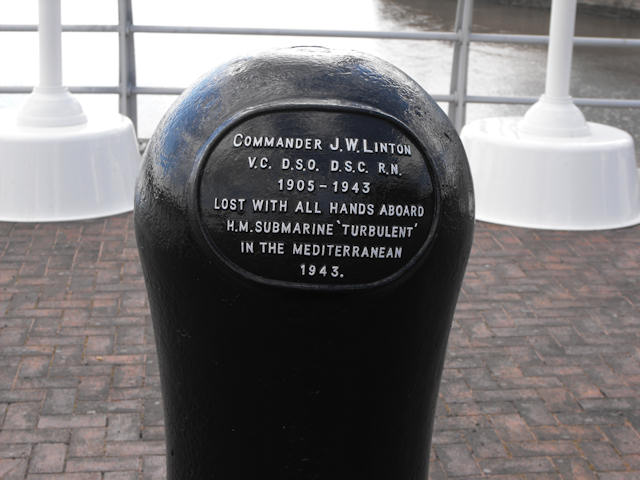 COMMANDER J.W.LINTON
V.C. D.S.O. D.S.C. R.N.
1905-1943
LOST WITH ALL HANDS ABOARD
H.M.SUBMARINE 'TURBULENT'
IN THE MEDITERRANEAN
1943.